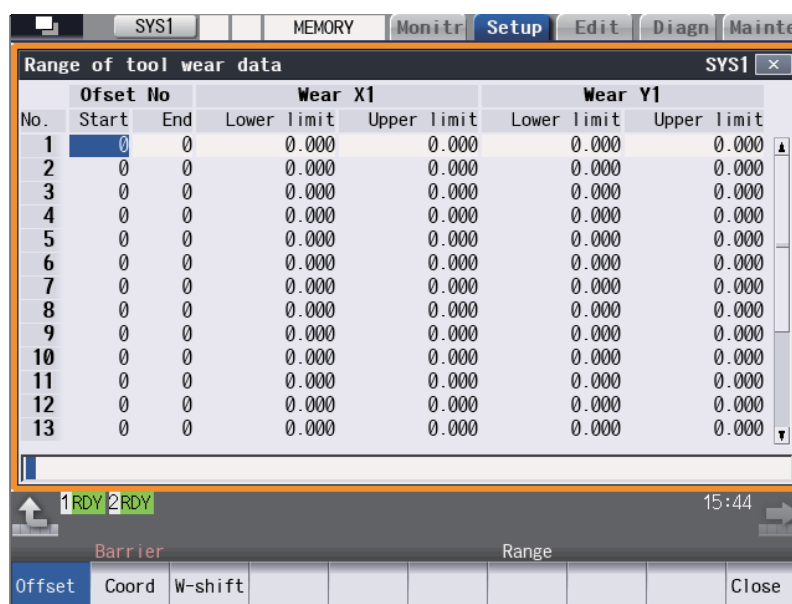 SYS1 MEMORY Monitr Setup Edit Diagn Mainte
Range of tool wear data SYS1
Ofset No Wear X1 Wear Y1
No. Start End Lower limit Upper limit Lower limit Upper limit
1 0 0 0.000 0.000 0.000 0.000
2 0 0 0.000 0.000 0.000 0.000
3 0 0 0.000 0.000 0.000 0.000
4 0 0 0.000 0.000 0.000 0.000
5 0 0 0.000 0.000 0.000 0.000
6 0 0 0.000 0.000 0.000 0.000
7 0 0 0.000 0.000 0.000 0.000
8 0 0 0.000 0.000 0.000 0.000
9 0 0 0.000 0.000 0.000 0.000
10 0 0 0.000 0.000 0.000 0.000
11 0 0 0.000 0.000 0.000 0.000
12 0 0 0.000 0.000 0.000 0.000
13 0 0 0.000 0.000 0.000 0.000
1 RDY 2 RDY 15:44
Barrier Range
Offset Coord W-shift Close